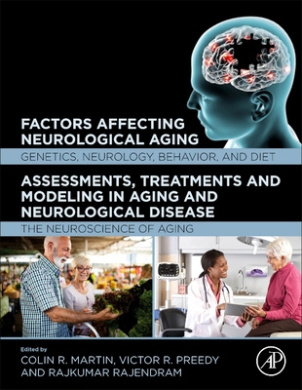 FACTORS AFFECTING
NEUROLOGICAL AGING
GENETICS, NEUROLOGY, BEHAVIOR, AND DIET
ASSESSMENTS, TREATMENTS AND
MODELING IN AGING AND
NEUROLOGICAL DISEASE
THE NEUROSCIENCE OF AGING
Edited by
COLIN R. MARTIN, VICTOR R. PREEDY
AND RAJKUMAR RAJENDRAM